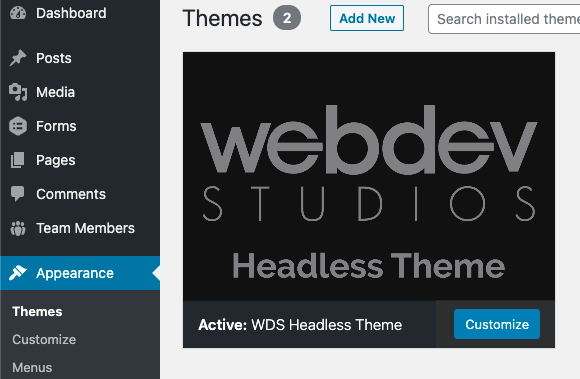 Dashboard
Posts
Media
Forms
Pages
Comments
Team Members
Appearance
Themes
Customize
Menus
Themes 2 Add New Search installed theme
webdev
STUDIOS
Headless Theme
Active: WDS Headless Theme Customize